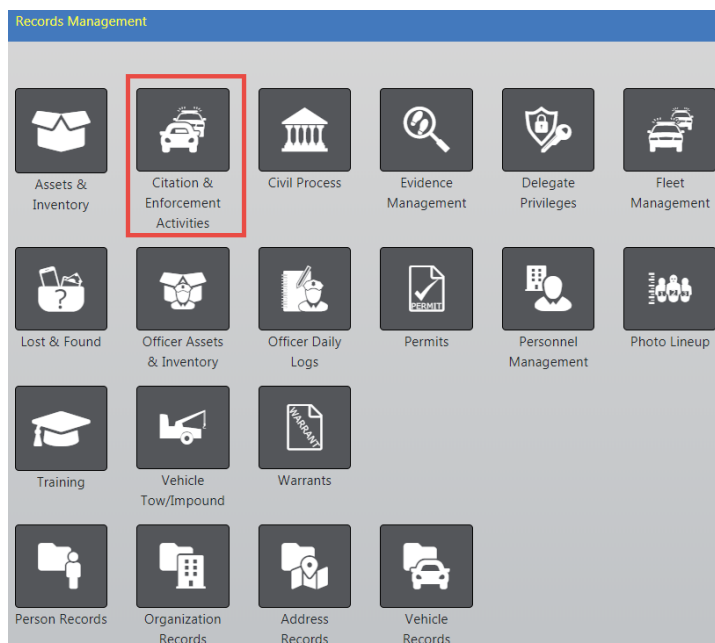 Records Management
Assets &
Inventory
Citation &
Enforcement
Activities
Civil Process
Evidence
Management
Delegate
Privileges
Fleet
Management
?
Lost & Found
Officer Assets
& Inventory
Officer Daily
Logs
PERMIT
Permits
Personnel
Management
Photo Lineup
Training
Vehicle
Tow/Impound
WARRANT
Warrants
Person Records
Organization
Records
Address
Records
Vehicle
Records